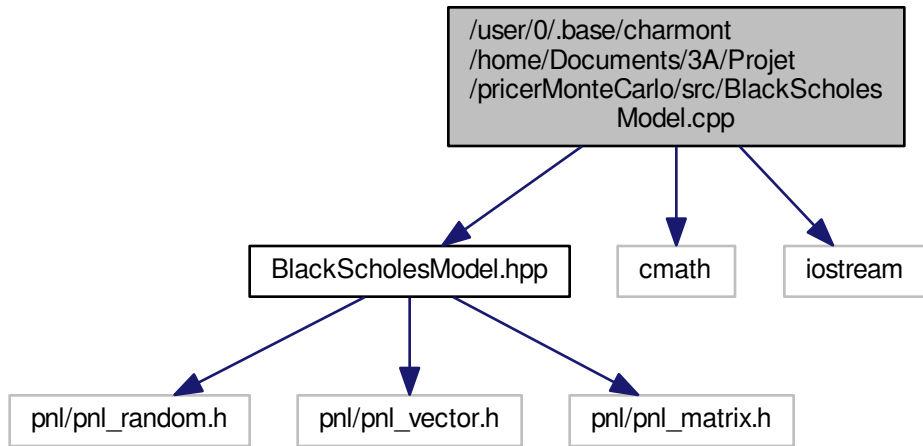 /user/0/.base/charmont
/home/Documents/3A/Projet
/pricerMonteCarlo/src/BlackScholes
Model.cpp
BlackScholesModel.hpp
cmath
iostream
pnl/pnl_random.h
pnl/pnl_vector.h
pnl/pnl_matrix.h